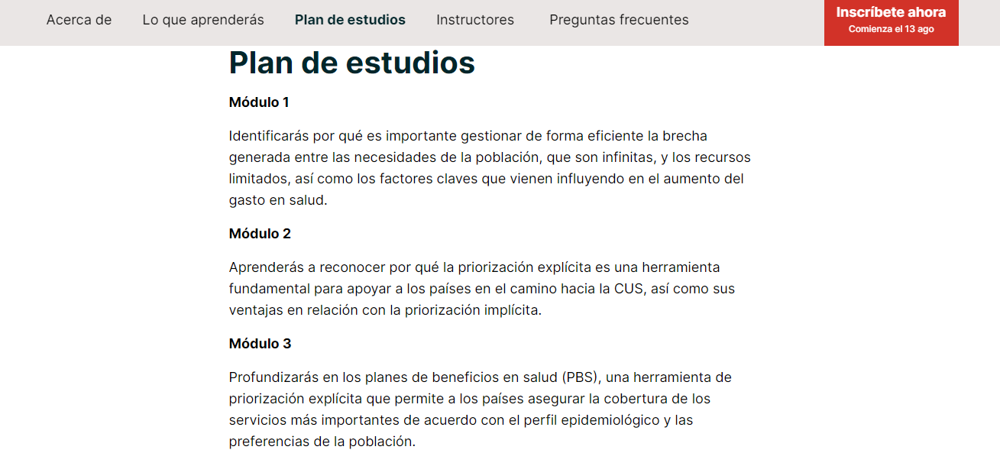 Acerca de
Lo que aprenderás
Plan de estudios
Instructores
Preguntas frecuentes
Inscríbete ahora
Comienza el 13 ago
Plan de estudios
Módulo 1
Identificarás por qué es importante gestionar de forma eficiente la brecha
generada entre las necesidades de la población, que son infinitas, y los recursos
limitados, así como los factores claves que vienen influyendo en el aumento del
gasto en salud.
Módulo 2
Aprenderás a reconocer por qué la priorización explícita es una herramienta
fundamental para apoyar a los países en el camino hacia la CUS, así como sus
ventajas en relación con la priorización implícita.
Módulo 3
Profundizarás en los planes de beneficios en salud (PBS), una herramienta de
priorización explícita que permite a los países asegurar la cobertura de los
servicios más importantes de acuerdo con el perfil epidemiológico y las
preferencias de la población.